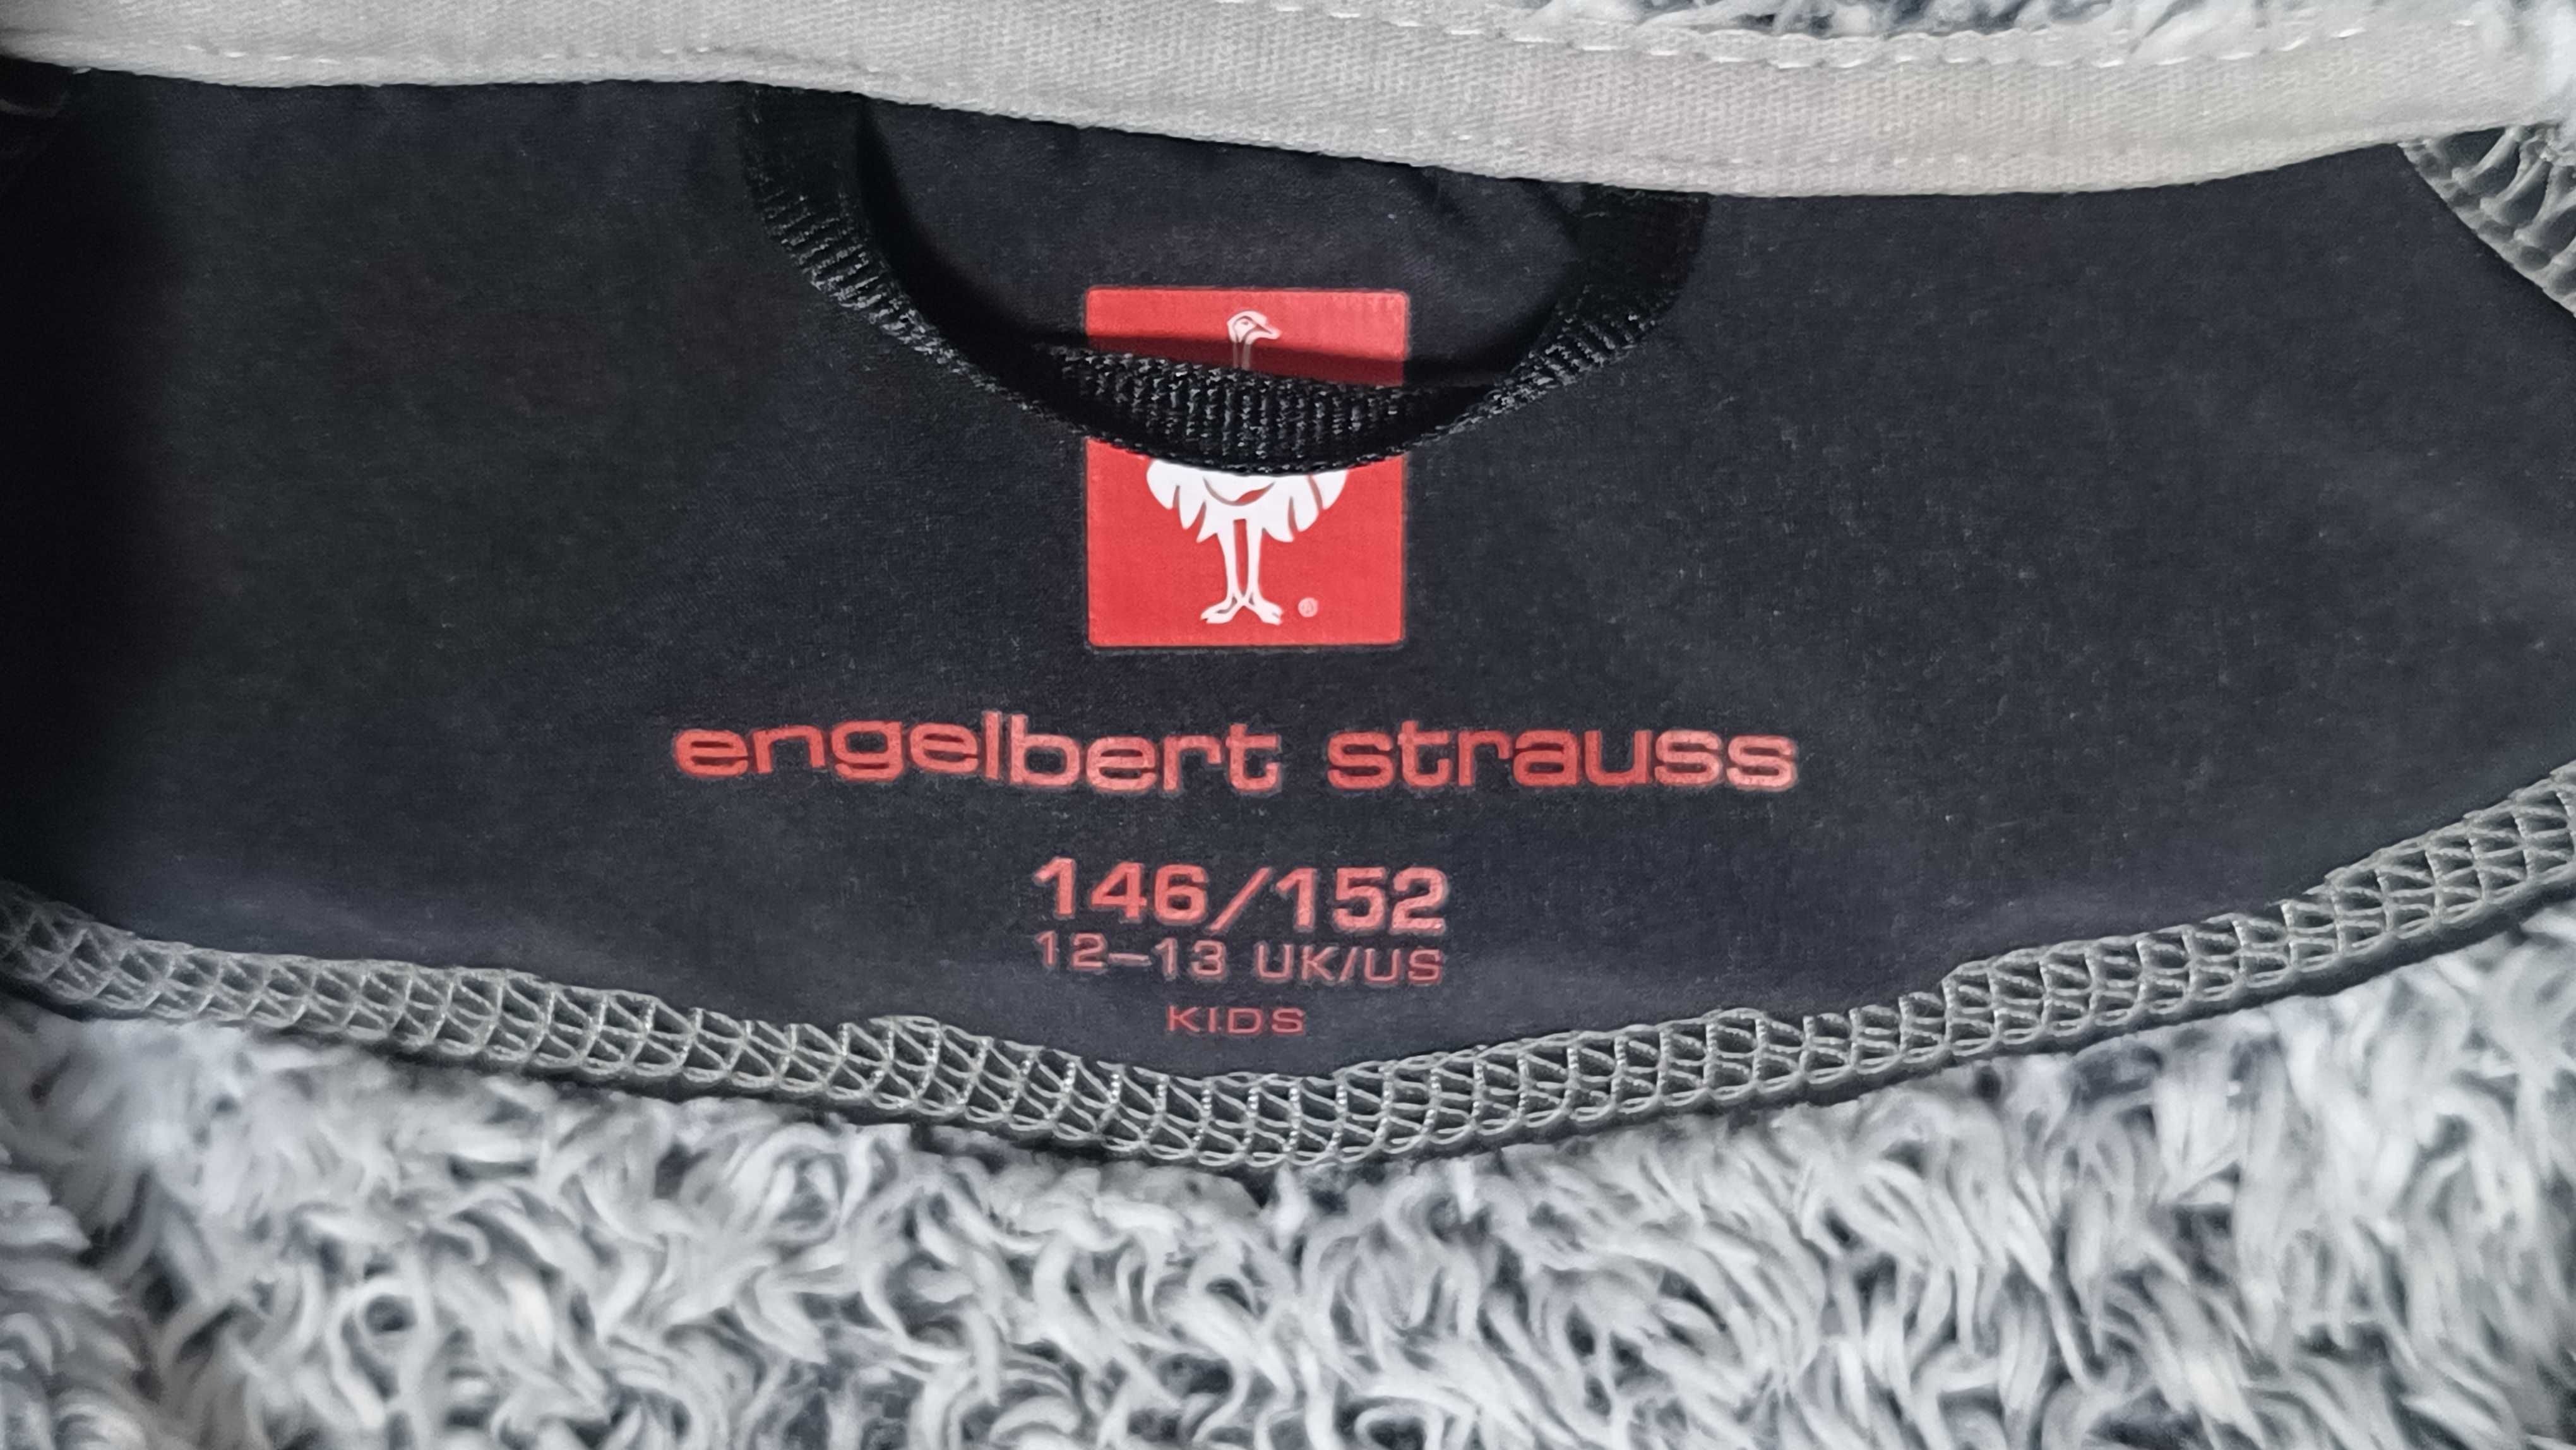 ®
engelbert strauss
146/152
12–13 UK/US
KIDS